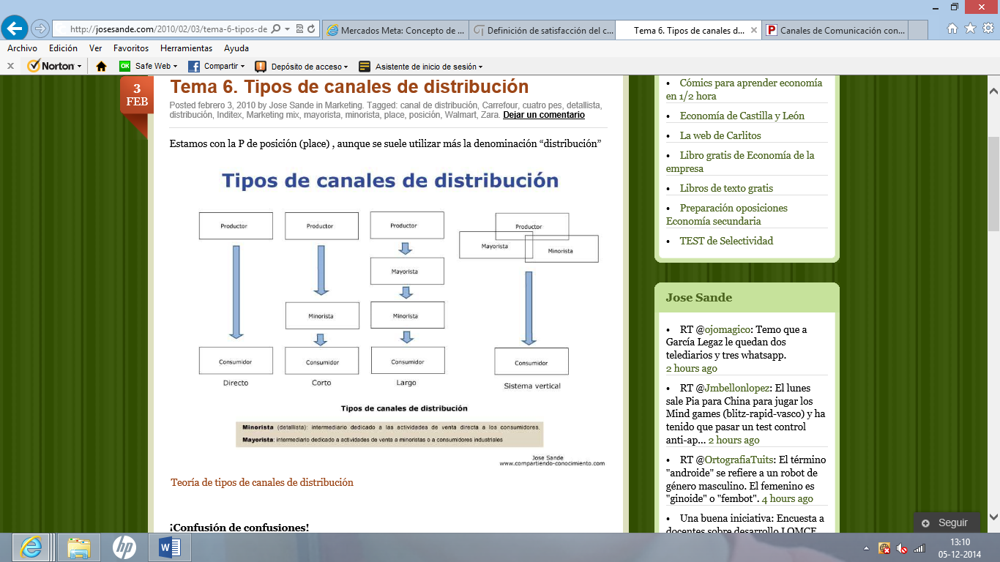 http://josesande.com/2010/02/03/tema-6-tipos-de
Mercados Meta: Concepto de ...
Definición de satisfacción del c...
Tema 6. Tipos de canales d...
Canales de Comunicación con...
Archivo Edición Ver Favoritos Herramientas Ayuda
Norton
OK Safe Web
Compartir
Depósito de acceso
Asistente de inicio de sesión
3
FEB
Tema 6. Tipos de canales de distribución
Posted febrero 3, 2010 by Jose Sande in Marketing. Tagged: canal de distribución, Carrefour, cuatro pes, detallista,
distribución, Inditex, Marketing mix, mayorista, minorista, place, posición, Walmart, Zara. Dejar un comentario
Estamos con la P de posición (place) , aunque se suele utilizar más la denominación “distribución”
Tipos de canales de distribución
Productor
Consumidor
Directo
Productor
Minorista
Consumidor
Corto
Productor
Mayorista
Minorista
Consumidor
Largo
Productor
Mayorista
Minorista
Consumidor
Sistema vertical
Tipos de canales de distribución
Minorista (detallista): intermediario dedicado a las actividades de venta directa a los consumidores.
Mayorista: intermediario dedicado a actividades de venta a minoristas o a consumidores industriales
Jose Sande
www.compartiendo-conocimiento.com
Teoría de tipos de canales de distribución
¡Confusión de confusiones!
• Cómics para aprender economía
en 1/2 hora
• Economía de Castilla y León
• La web de Carlitos
• Libro gratis de Economía de la
empresa
• Libros de texto gratis
• Preparación oposiciones
Economía secundaria
• TEST de Selectividad
Jose Sande
• RT @ojomagico: Temo que a
García Legaz le quedan dos
telediarios y tres whatsapp.
2 hours ago
• RT @Jmbellonlopez: El lunes
sale Pia para China para jugar los
Mind games (blitz-rapid-vasco) y ha
tenido que pasar un test control
anti-ap... 2 hours ago
• RT @OrtografiaTuits: El término
"androide" se refiere a un robot de
género masculino. El femenino es
"ginoide" o "fembot". 4 hours ago
• Una buena iniciativa: Encuesta a
docentes sobre desarrollo LOMCE
Seguir
hp
13:10
05-12-2014